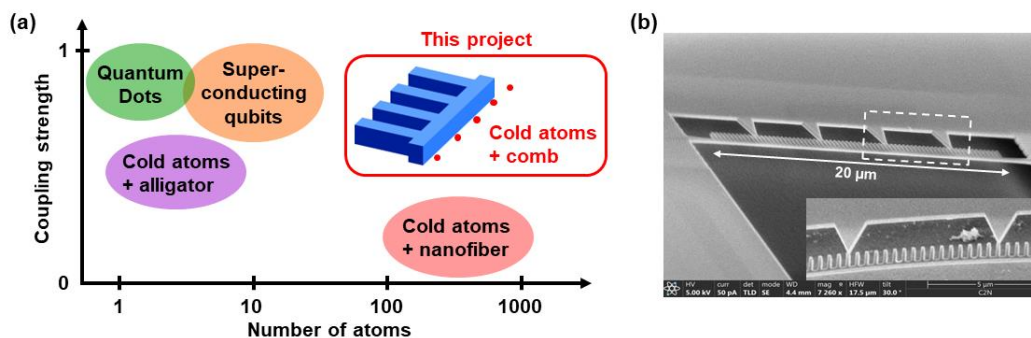 (a)
This project
1
Quantum
Dots
Super-
conducting
qubits
Cold atoms
+ comb
Cold atoms
+ alligator
Cold atoms
+ nanofiber
0
Coupling strength
1
10
100
1000
Number of atoms
(b)
20 µm
HV
5.00 kV
curr
50 pA
det
TLD
mode
SE
WD
4.4 mm
mag
7 260 x
HFW
17.5 µm
tilt
30.0 °
5 µm
C2N